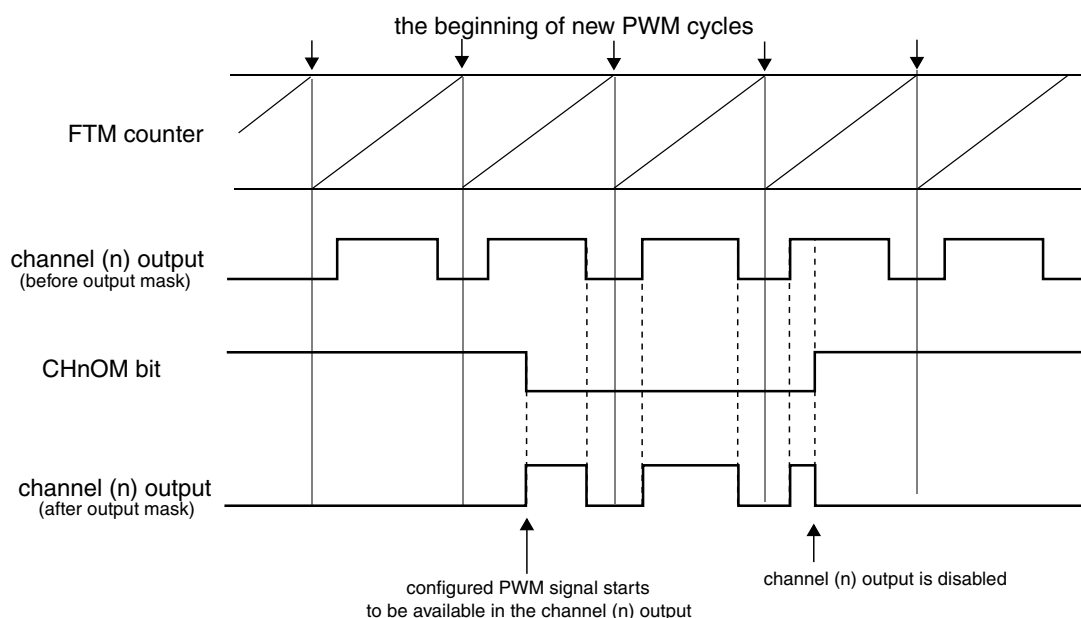 the beginning of new PWM cycles
FTM counter
channel (n) output
(before output mask)
CHnOM bit
channel (n) output
(after output mask)
configured PWM signal starts
to be available in the channel (n) output
channel (n) output is disabled